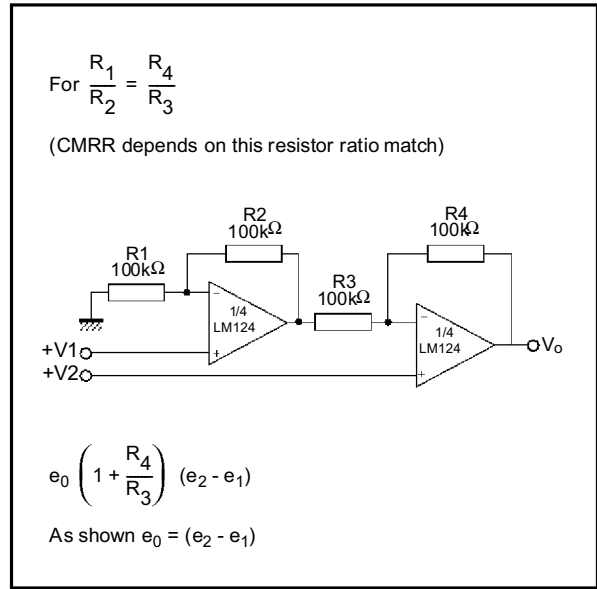 For R1/R2 = R4/R3
(CMRR depends on this resistor ratio match)
R2
100kΩ
R4
100kΩ
R1
100kΩ
R3
100kΩ
-
1/4
LM124
+
-
1/4
LM124
+
+V1
+V2
Vo
e0 (1 + R4/R3) (e2 - e1)
As shown e0 = (e2 - e1)